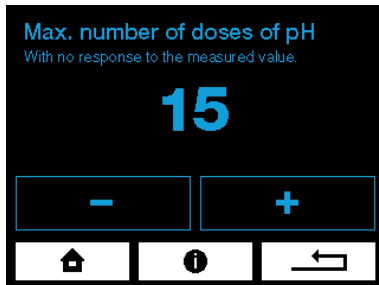 Max. number of doses of pH
With no response to the measured value.
15
- +